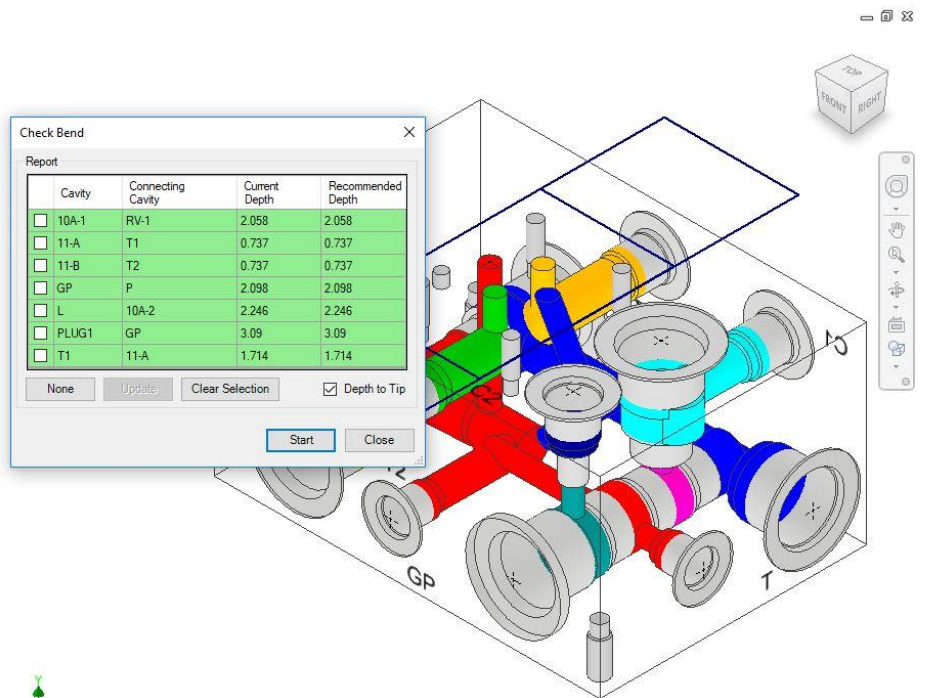 TOP
FRONT RIGHT
Check Bend
Report
Cavity Connecting Cavity Current Depth Recommended Depth
10A-1 RV-1 2.058 2.058
11-A T1 0.737 0.737
11-B T2 0.737 0.737
GP P 2.098 2.098
L 10A-2 2.246 2.246
PLUG1 GP 3.09 3.09
T1 11-A 1.714 1.714
None Update Clear Selection Depth to Tip
Start Close
C2
GP
T
Y